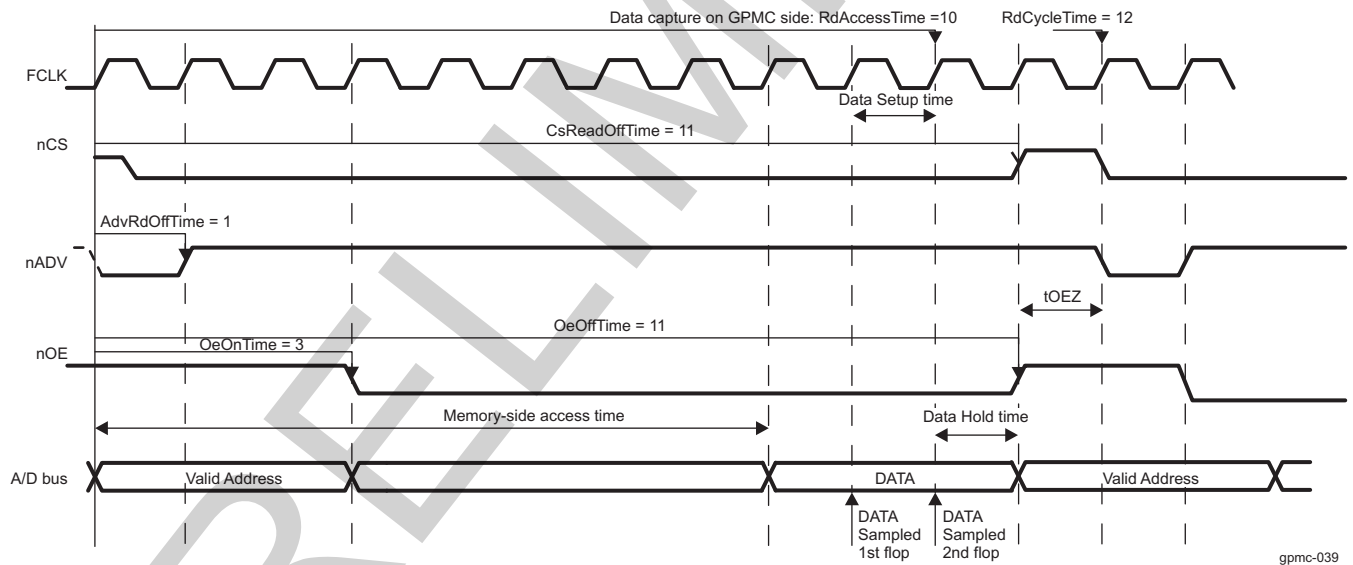 Data capture on GPMC side: RdAccessTime =10
RdCycleTime = 12
FCLK
Data Setup time
CsReadOffTime = 11
nCS
AdvRdOffTime = 1
nADV
tOEZ
OeOffTime = 11
OeOnTime = 3
nOE
Memory-side access time
Data Hold time
A/D bus
Valid Address
DATA
Valid Address
DATA
Sampled
1st flop
DATA
Sampled
2nd flop
gpmc-039
RELIM